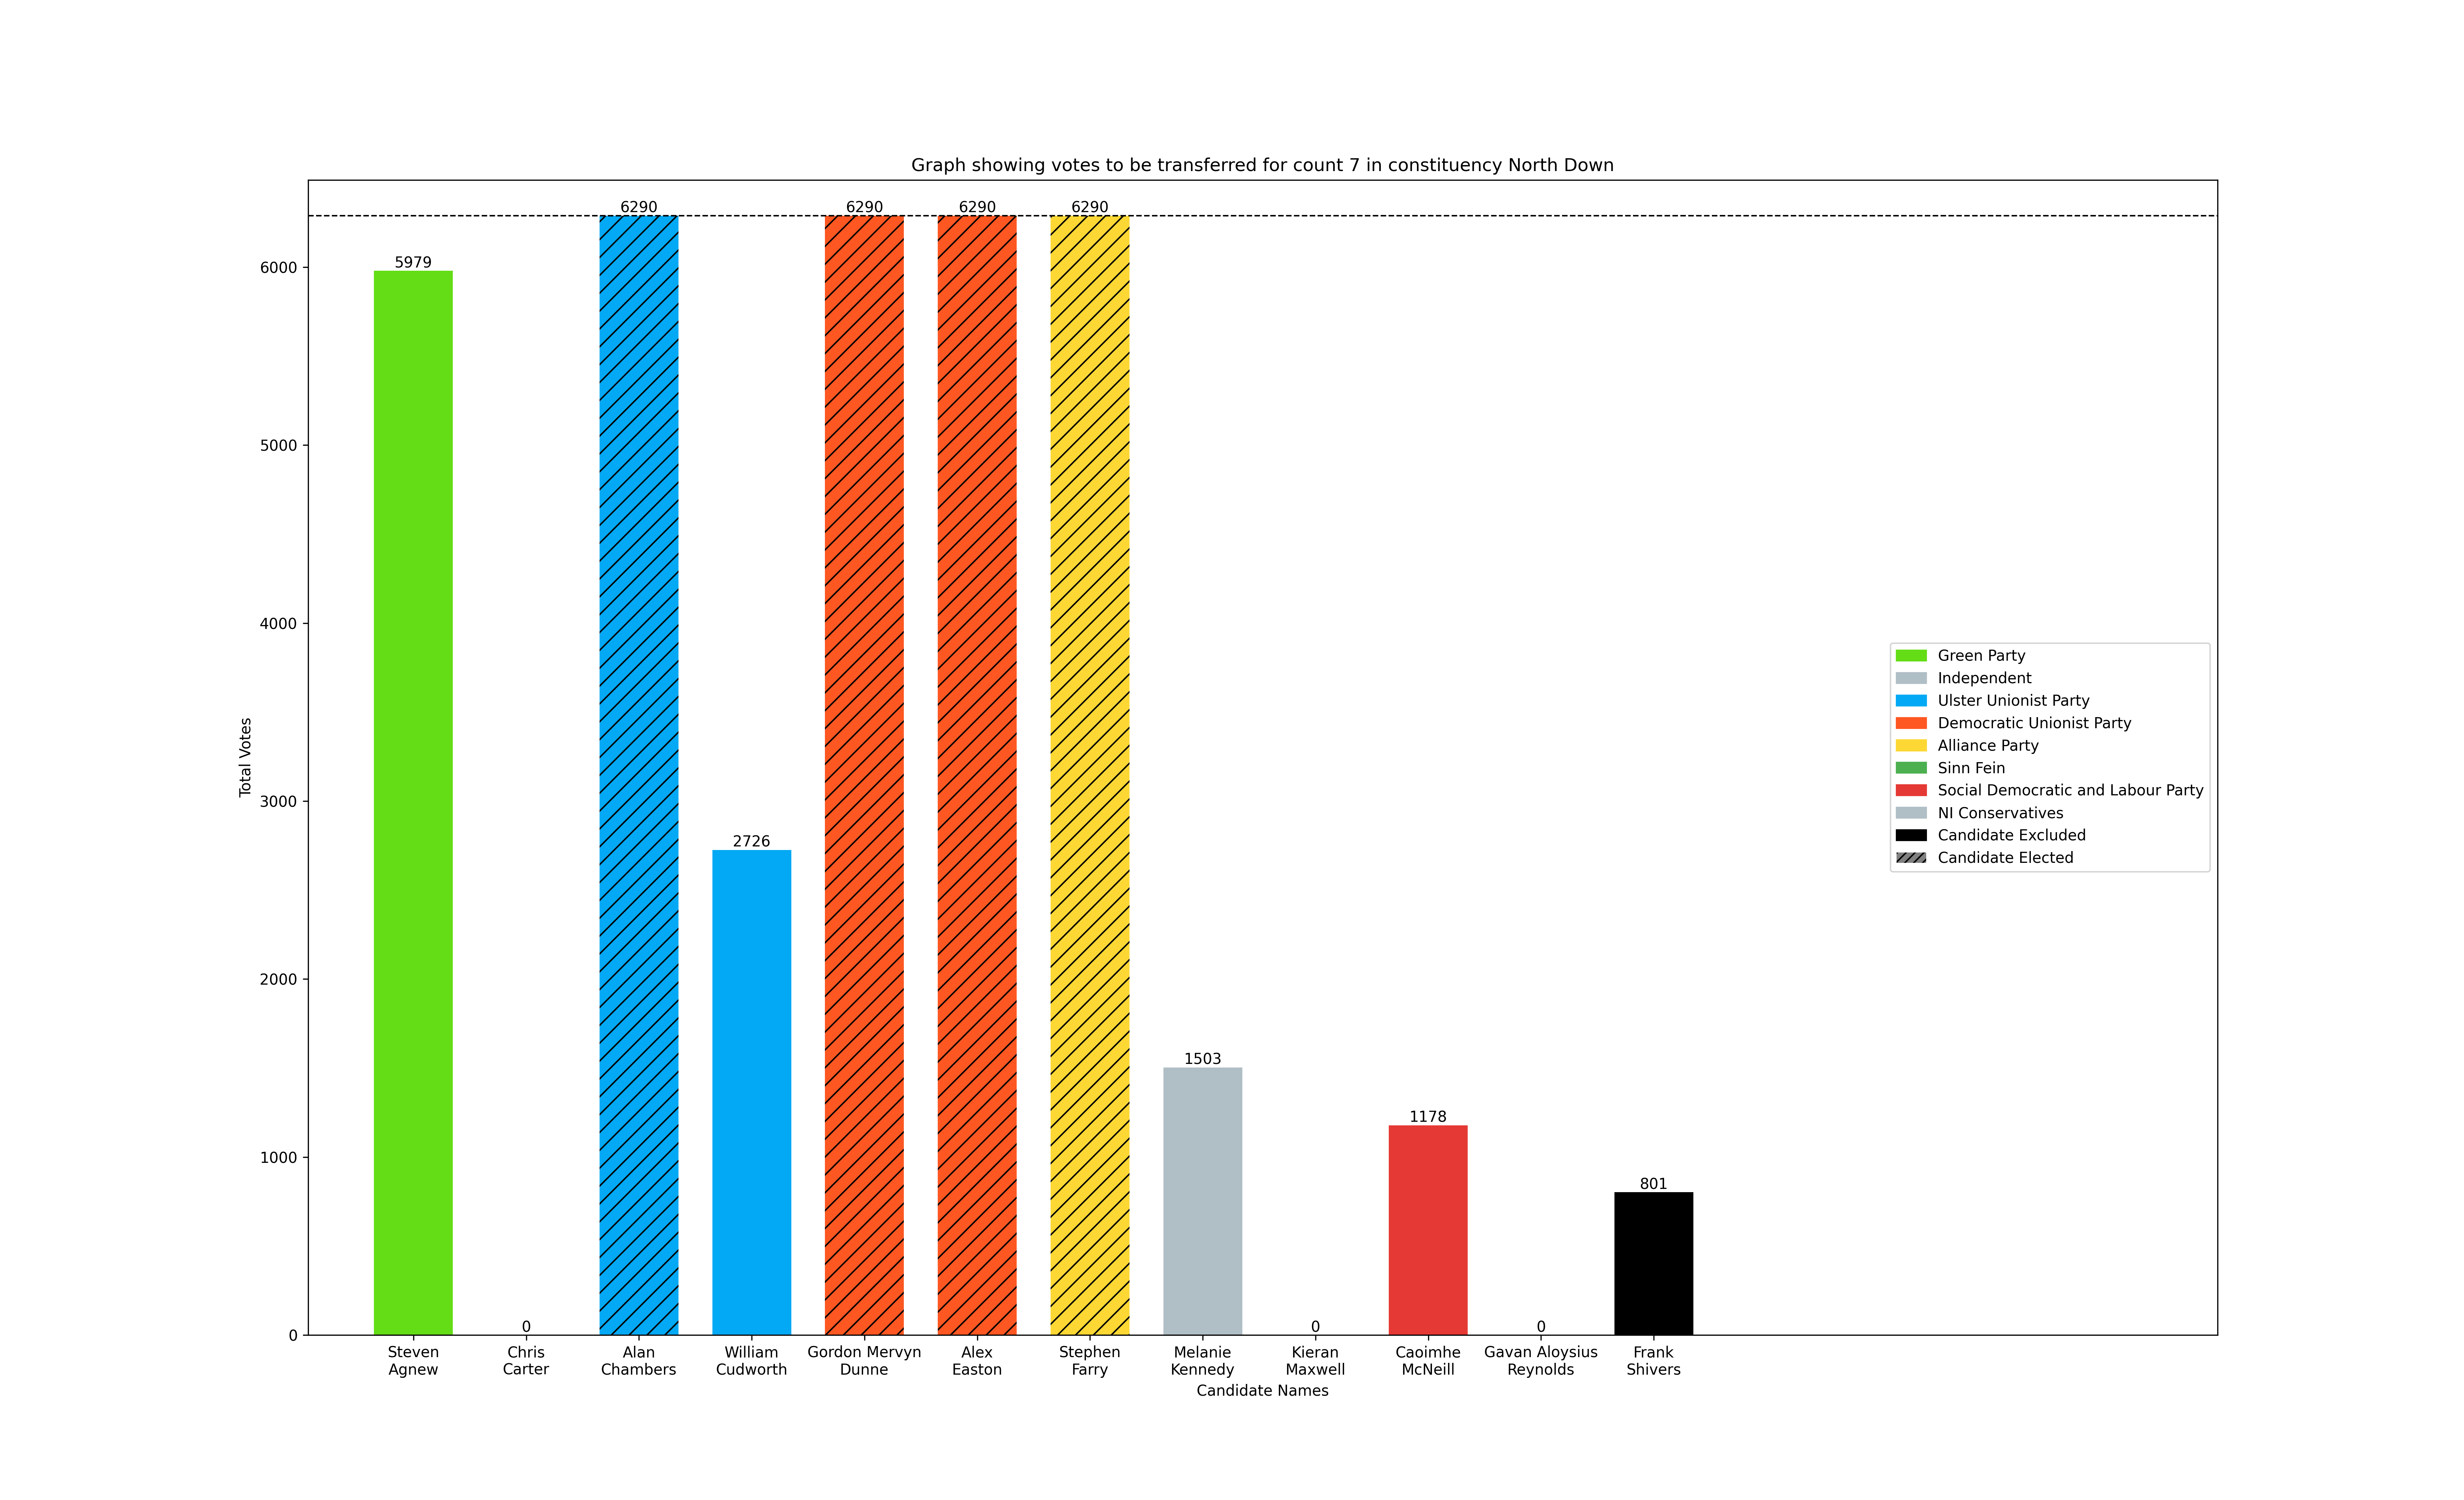 Graph showing votes to be transferred for count 7 in constituency North Down
6290 6290 6290 6290
5979
2726
1503
1178
801
0 0 0
6000
5000
4000
3000
2000
1000
0
Total Votes
Green Party
Independent
Ulster Unionist Party
Democratic Unionist Party
Alliance Party
Sinn Fein
Social Democratic and Labour Party
NI Conservatives
Candidate Excluded
Candidate Elected
Steven Chris Alan William Gordon Mervyn Alex Stephen Melanie Kieran Caoimhe Gavan Aloysius Frank
Agnew Carter Chambers Cudworth Dunne Easton Farry Kennedy Maxwell McNeill Reynolds Shivers
Candidate Names